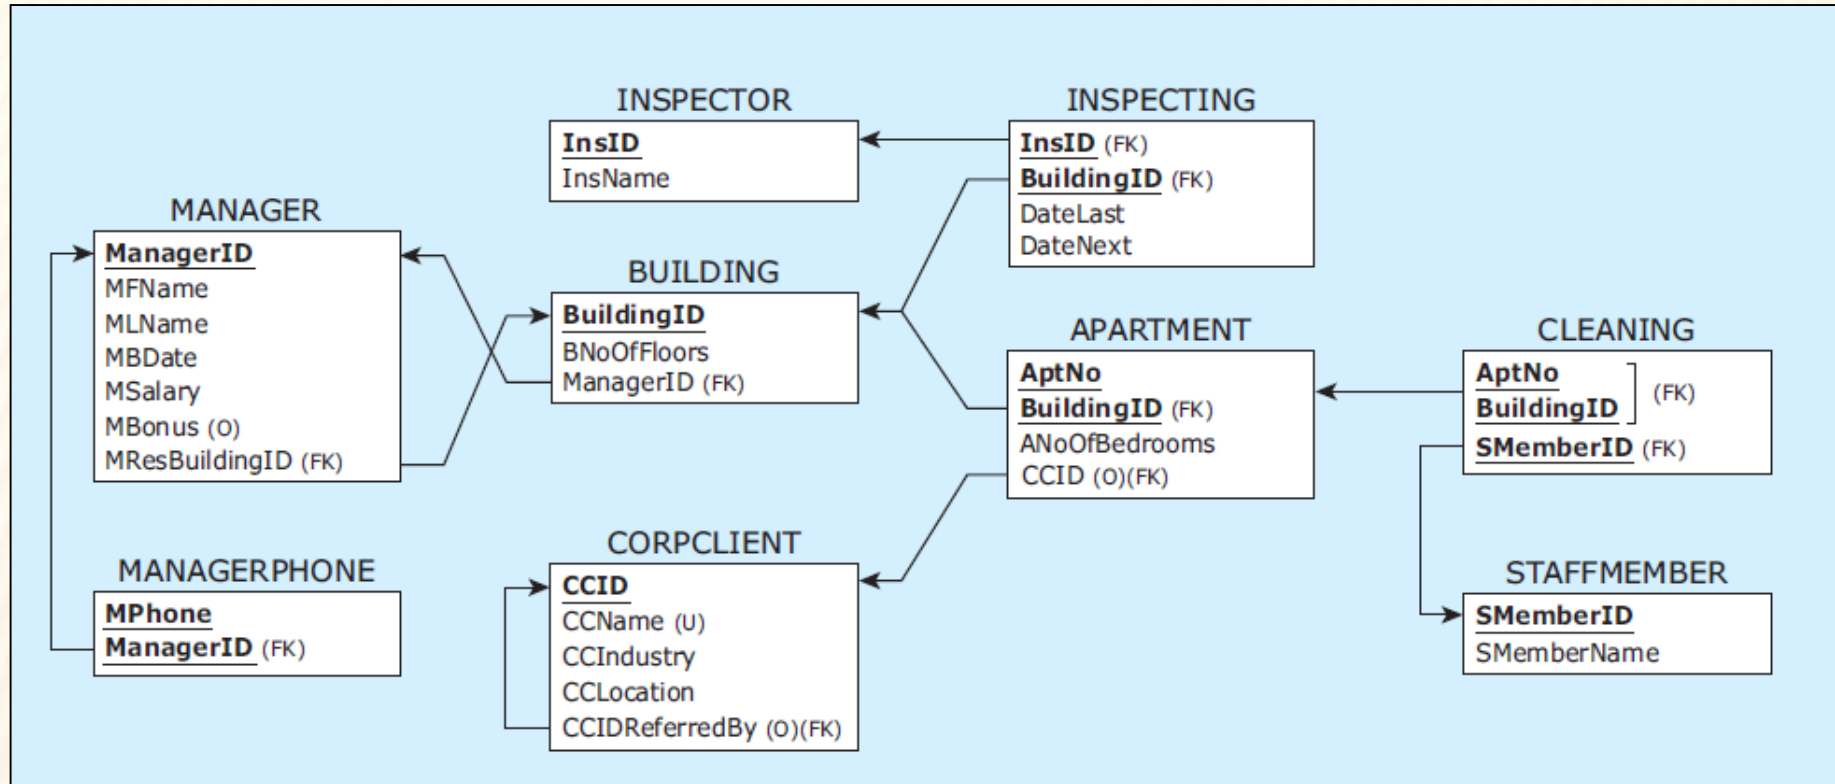 INSPECTOR
InsID
InsName
INSPECTING
InsID (FK)
BuildingID (FK)
DateLast
DateNext
MANAGER
ManagerID
MFName
MLName
MBDate
MSalary
MBonus (O)
MResBuildingID (FK)
BUILDING
BuildingID
BNoOfFloors
ManagerID (FK)
APARTMENT
AptNo
BuildingID (FK)
ANoOfBedrooms
CCID (O)(FK)
CLEANING
AptNo
BuildingID
(FK)
SMemberID (FK)
MANAGERPHONE
MPhone
ManagerID (FK)
CORPCLIENT
CCID
CCName (U)
CCIndustry
CCLocation
CCIDReferredBy (O)(FK)
STAFFMEMBER
SMemberID
SMemberName